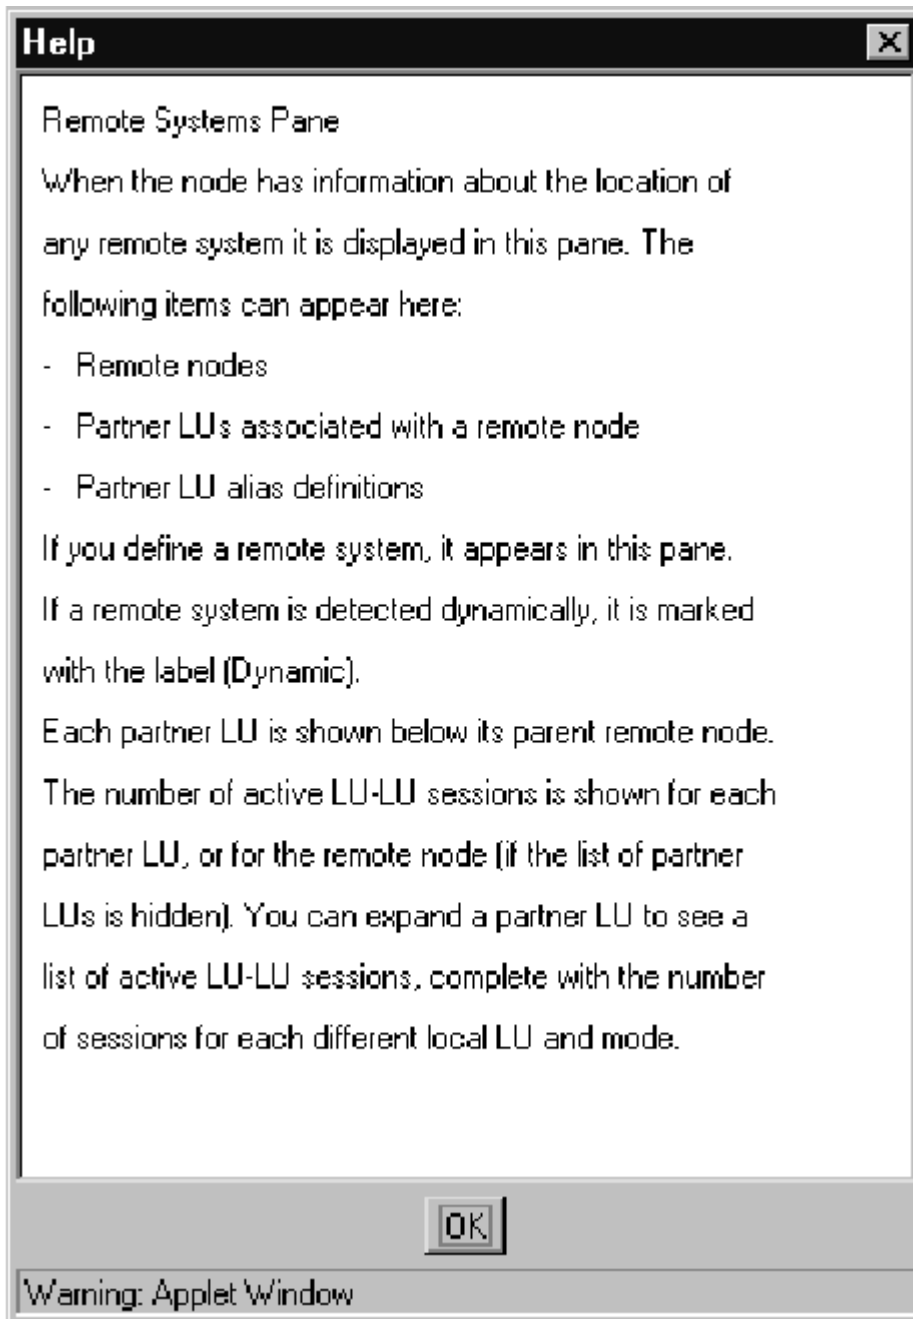 Help
Remote Systems Pane
When the node has information about the location of
any remote system it is displayed in this pane. The
following items can appear here:
- Remote nodes
- Partner LUs associated with a remote node
- Partner LU alias definitions
If you define a remote system, it appears in this pane.
If a remote system is detected dynamically, it is marked
with the label (Dynamic).
Each partner LU is shown below its parent remote node.
The number of active LU-LU sessions is shown for each
partner LU, or for the remote node (if the list of partner
LUs is hidden). You can expand a partner LU to see a
list of active LU-LU sessions, complete with the number
of sessions for each different local LU and mode.
OK
Warning: Applet Window